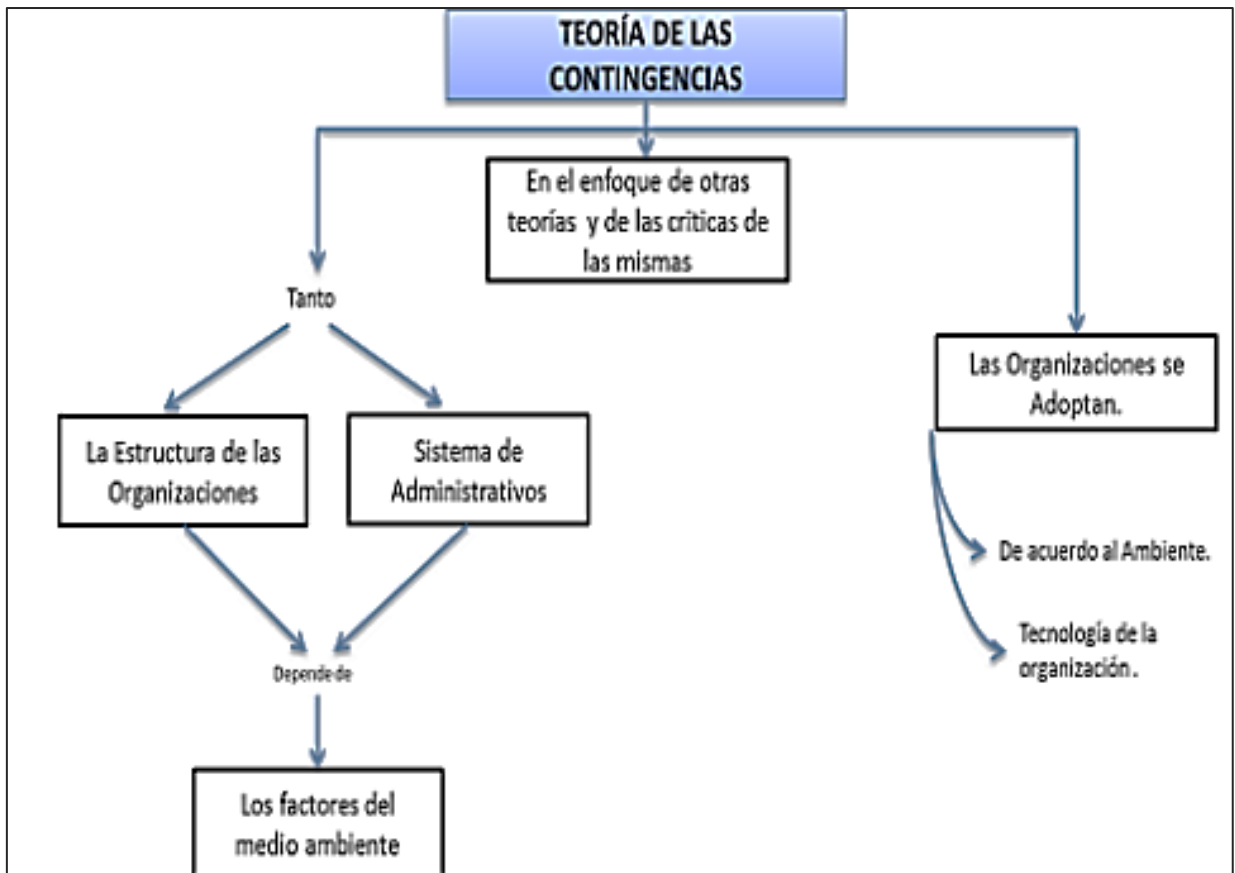 TEORÍA DE LAS
CONTINGENCIAS
En el enfoque de otras
teorías y de las criticas de
las mismas
Tanto
La Estructura de las
Organizaciones
Sistema de
Administrativos
Depende de
Los factores del
medio ambiente
Las Organizaciones se
Adoptan.
De acuerdo al Ambiente.
Tecnología de la
organización.